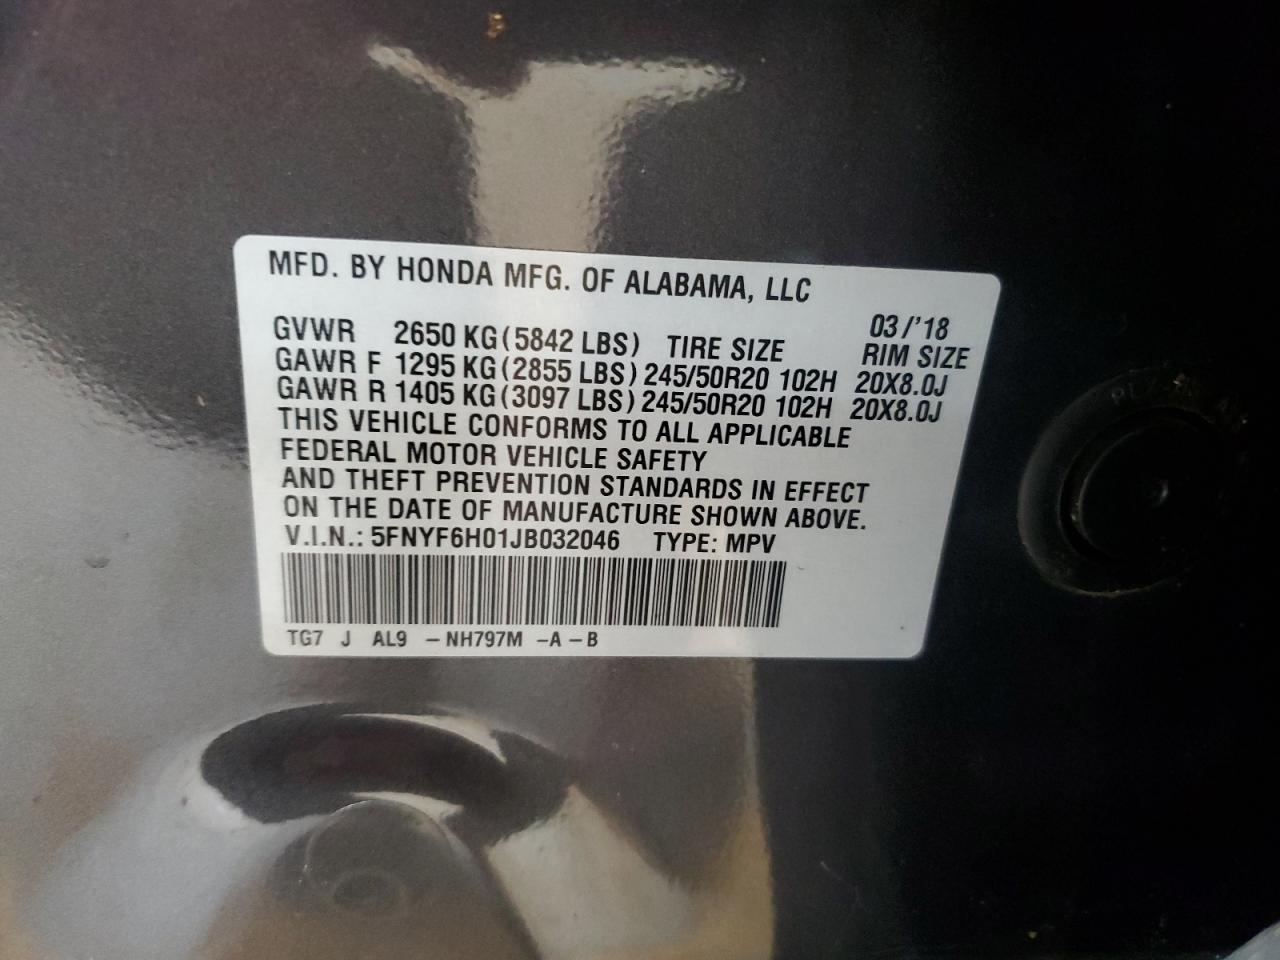 MFD. BY HONDA MFG. OF ALABAMA, LLC
03/'18
GVWR 2650 KG(5842 LBS) TIRE SIZE RIM SIZE
GAWR F 1295 KG(2855 LBS) 245/50R20 102H 20X8.0J
GAWR R 1405 KG(3097 LBS) 245/50R20 102H 20X8.0J
THIS VEHICLE CONFORMS TO ALL APPLICABLE
FEDERAL MOTOR VEHICLE SAFETY
AND THEFT PREVENTION STANDARDS IN EFFECT
ON THE DATE OF MANUFACTURE SHOWN ABOVE.
V.I.N.: 5FNYF6H01JB032046 TYPE: MPV
TG7 J AL9 -NH797M -A-B